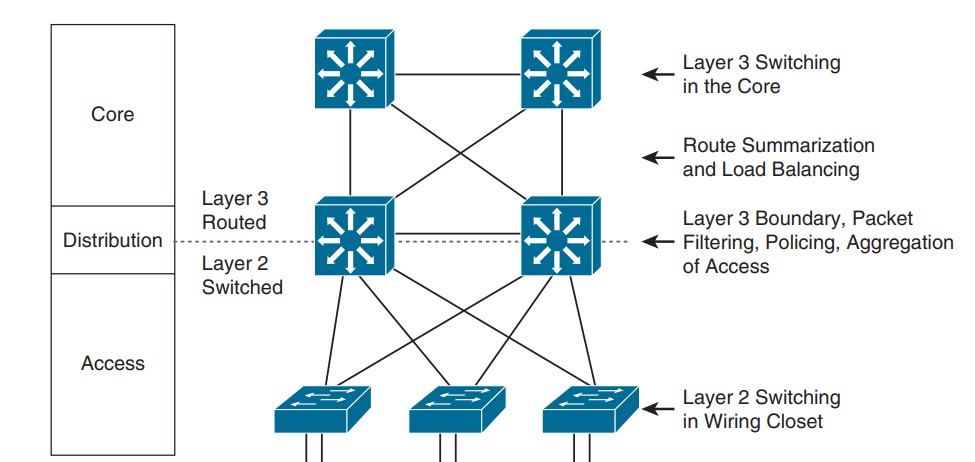 Core
Distribution
Access
Layer 3
Routed
Layer 2
Switched
Layer 3 Switching
in the Core
Route Summarization
and Load Balancing
Layer 3 Boundary, Packet
Filtering, Policing, Aggregation
of Access
Layer 2 Switching
in Wiring Closet